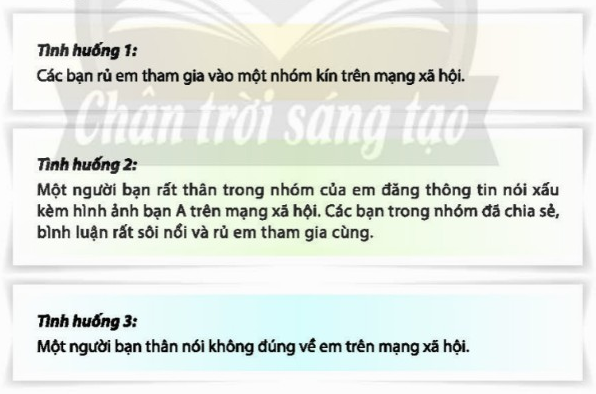 Tình huống 1:
Các bạn rủ em tham gia vào một nhóm kín trên mạng xã hội.
Chân trời sáng tạo
Tình huống 2:
Một người bạn rất thân trong nhóm của em đăng thông tin nói xấu
kèm hình ảnh bạn A trên mạng xã hội. Các bạn trong nhóm đã chia sẻ,
bình luận rất sôi nổi và rủ em tham gia cùng.
Tình huống 3:
Một người bạn thân nói không đúng về em trên mạng xã hội.